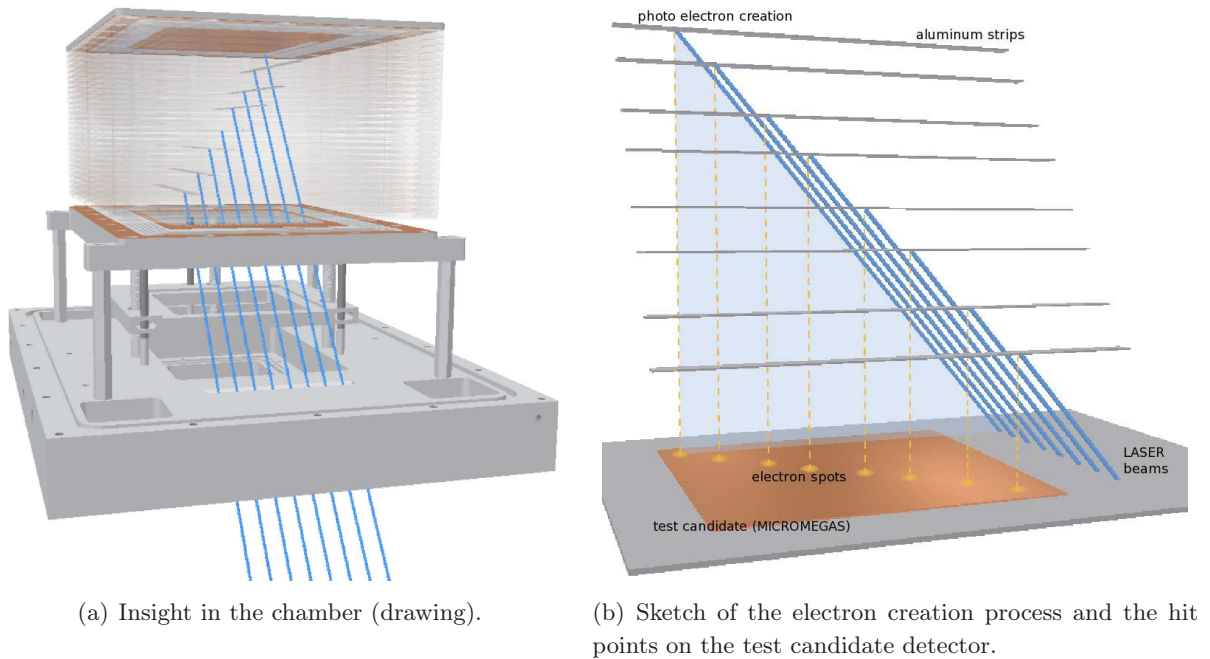 photo electron creation
aluminum strips
electron spots
LASER
beams
test candidate (MICROMEGAS)
(a) Insight in the chamber (drawing).
(b) Sketch of the electron creation process and the hit
points on the test candidate detector.